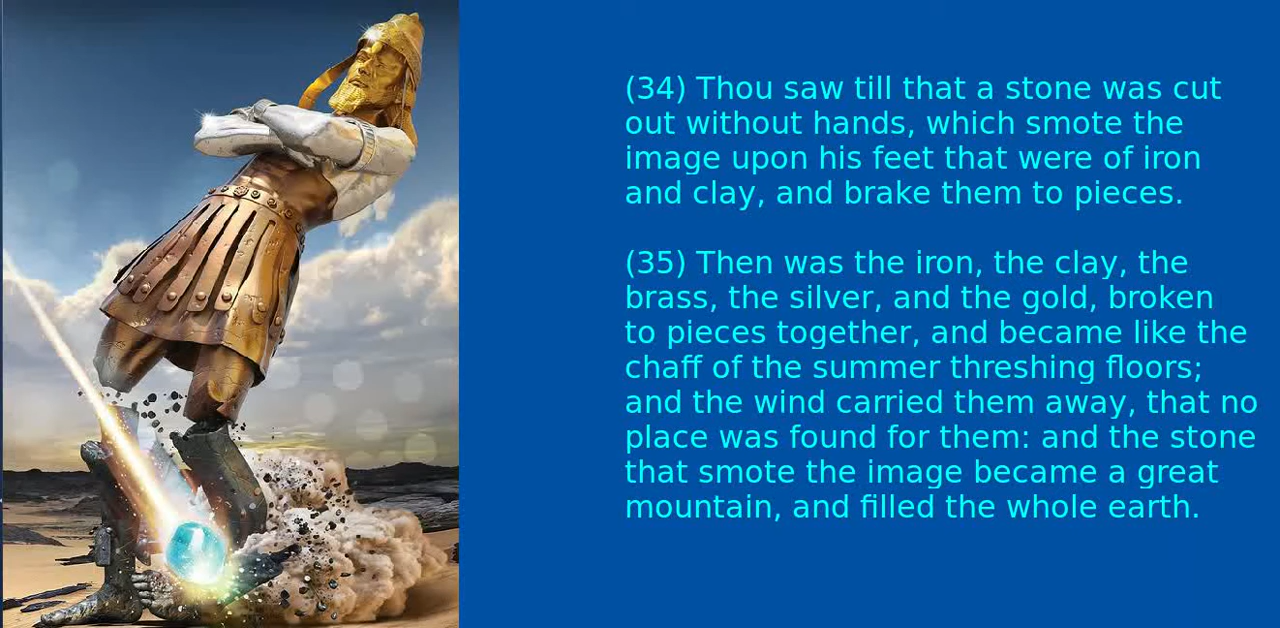 (34) Thou saw till that a stone was cut
out without hands, which smote the
image upon his feet that were of iron
and clay, and brake them to pieces.
(35) Then was the iron, the clay, the
brass, the silver, and the gold, broken
to pieces together, and became like the
chaff of the summer threshing floors;
and the wind carried them away, that no
place was found for them: and the stone
that smote the image became a great
mountain, and filled the whole earth.